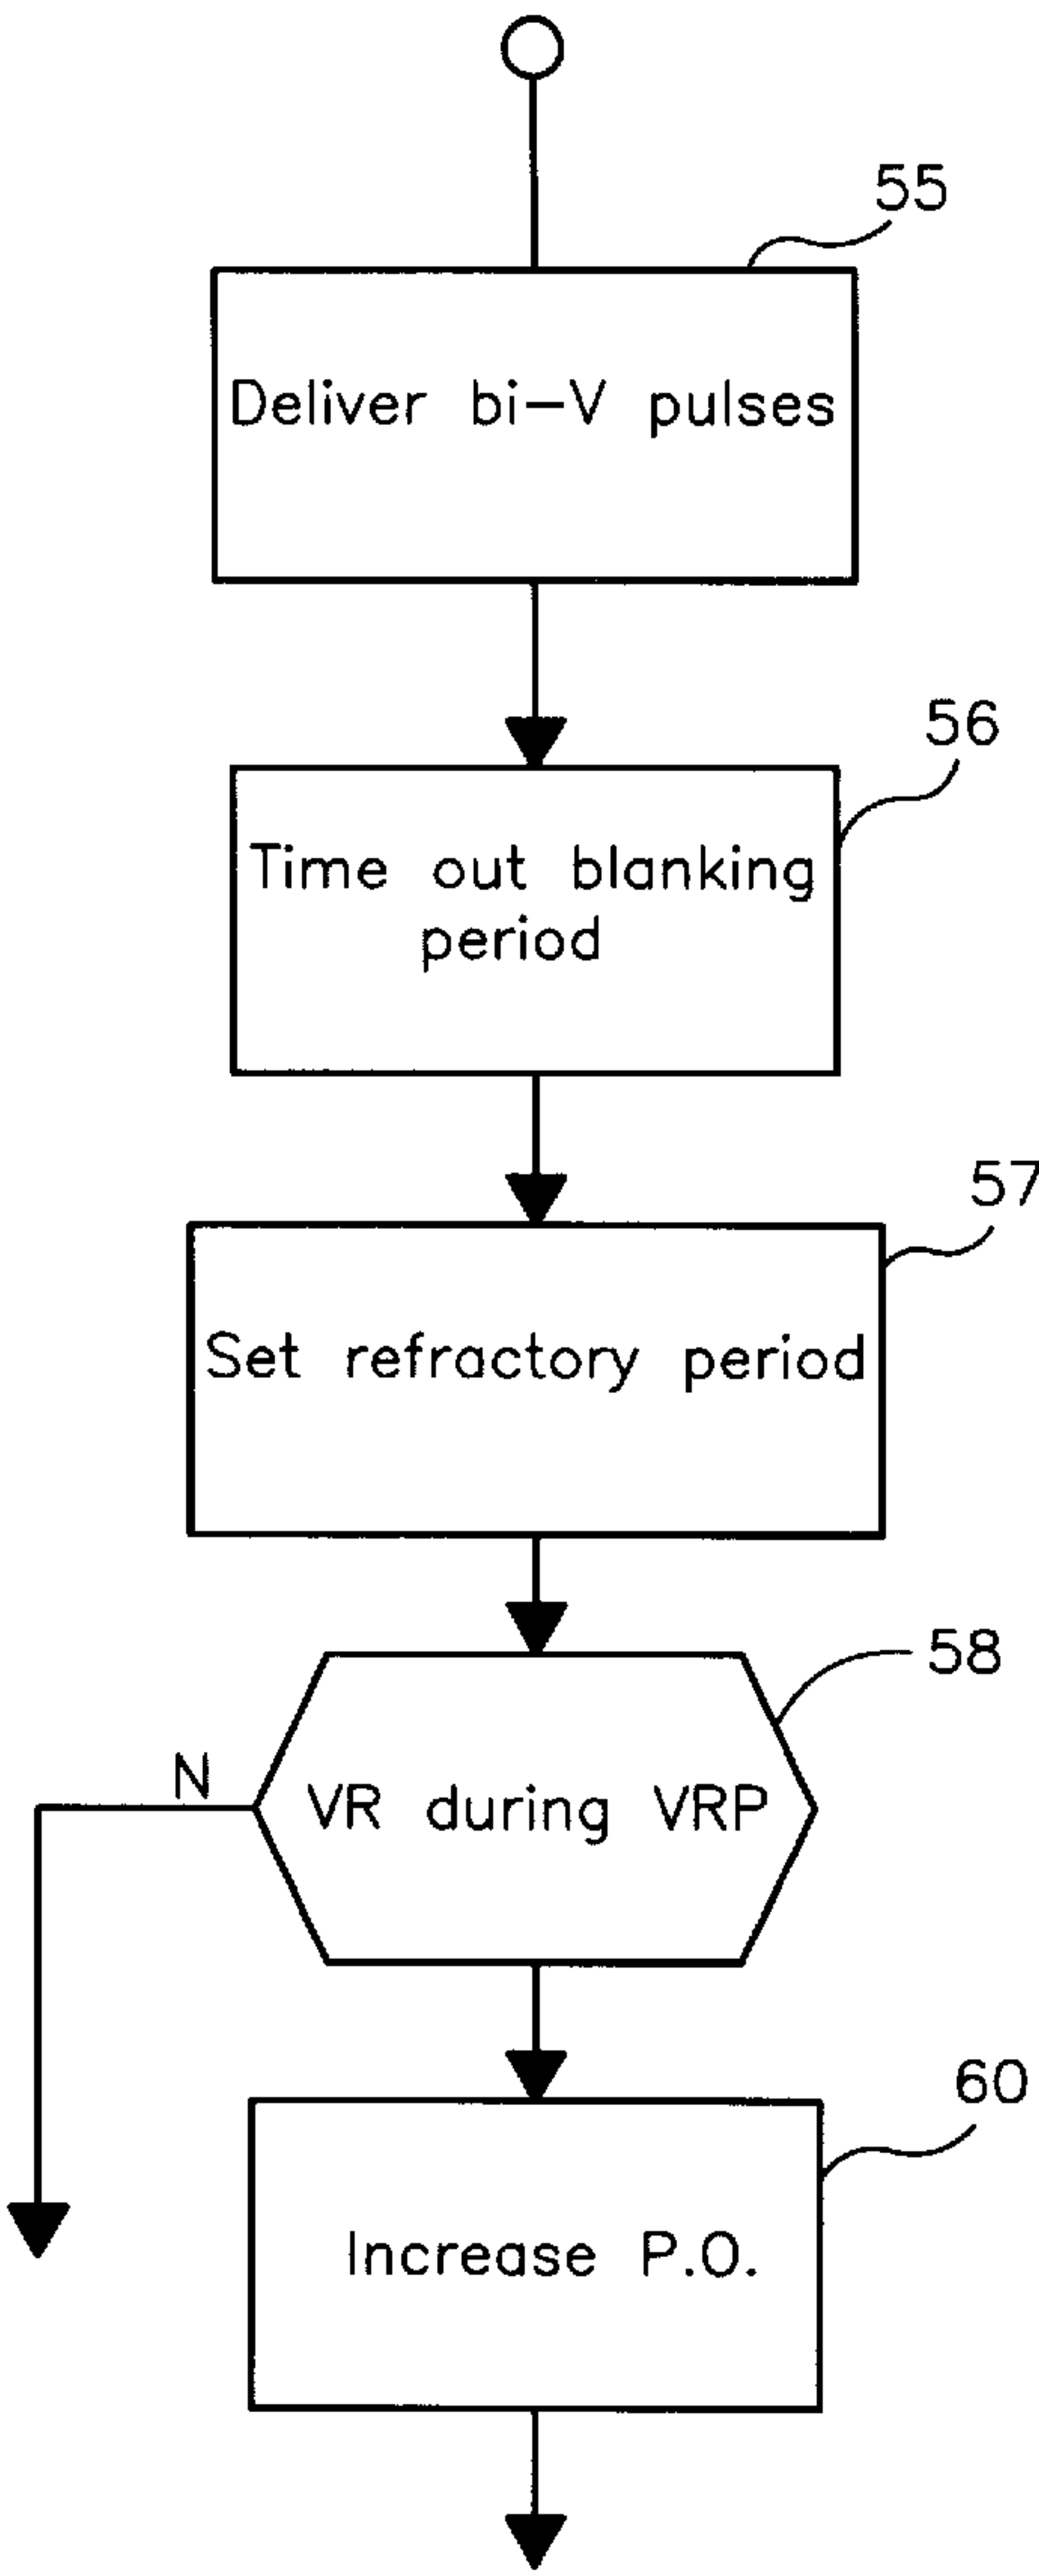 55
Deliver bi-V pulses
56
Time out blanking
period
57
Set refractory period
58
N
VR during VRP
60
Increase P.O.